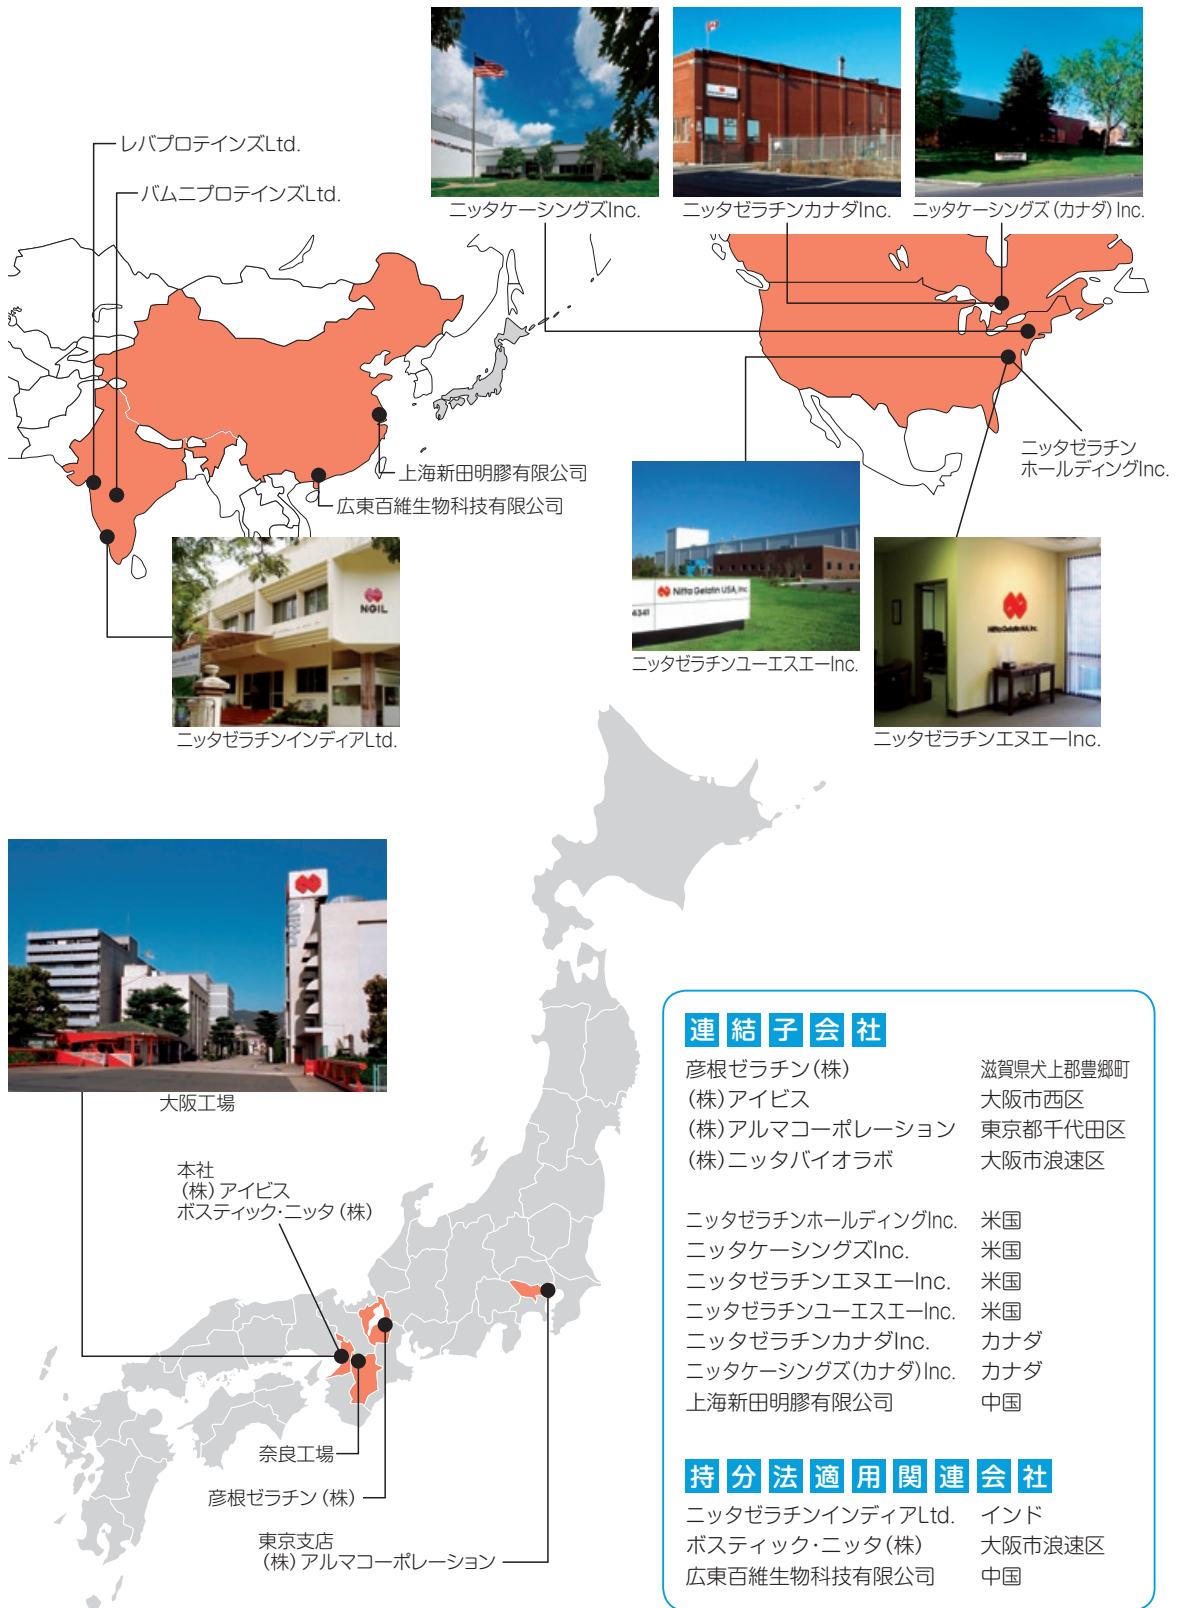 レバプロテインズLtd.
バムニプロテインズLtd.
ニッタケーシングズInc.
ニッタゼラチンカナダInc.
ニッタケーシングズ(カナダ)Inc.
上海新田明膠有限公司
広東百維生物科技有限公司
ニッタゼラチン
ホールディングInc.
NGIL
ニッタゼラチンインディアLtd.
Nitta Gelatin USA, Inc.
4341
ニッタゼラチンユーエスエーInc.
Nitta Gelatin NA, Inc.
ニッタゼラチンエヌエーInc.
大阪工場
本社
(株)アイビス
ボスティック・ニッタ(株)
奈良工場
彦根ゼラチン(株)
東京支店
(株)アルマコーポレーション
連結子会社
彦根ゼラチン(株) 滋賀県犬上郡豊郷町
(株)アイビス 大阪市西区
(株)アルマコーポレーション 東京都千代田区
(株)ニッタバイオラボ 大阪市浪速区
ニッタゼラチンホールディングInc. 米国
ニッタケーシングズInc. 米国
ニッタゼラチンエヌエーInc. 米国
ニッタゼラチンユーエスエーInc. 米国
ニッタゼラチンカナダInc. カナダ
ニッタケーシングズ(カナダ)Inc. カナダ
上海新田明膠有限公司 中国
持分法適用関連会社
ニッタゼラチンインディアLtd. インド
ボスティック・ニッタ(株) 大阪市浪速区
広東百維生物科技有限公司 中国